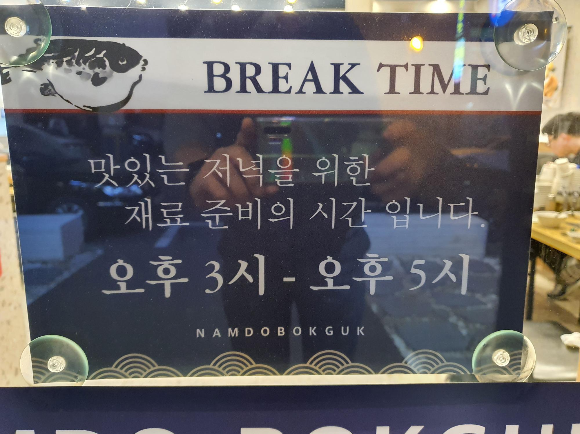 BREAK TIME
맛있는 저녁을 위한
재료 준비의 시간 입니다.
오후 3시 - 오후 5시
NAMDOBOKGUK